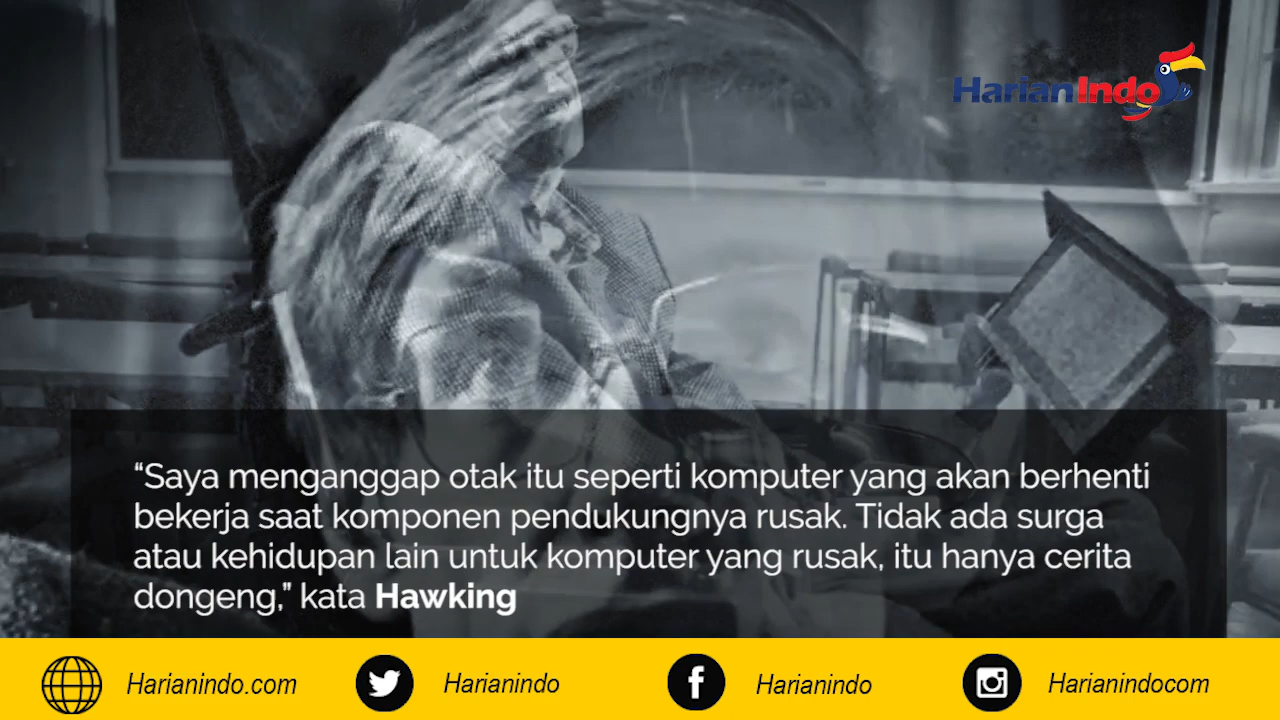 HarianIndo
“Saya menganggap otak itu seperti komputer yang akan berhenti
bekerja saat komponen pendukungnya rusak. Tidak ada surga
atau kehidupan lain untuk komputer yang rusak, itu hanya cerita
dongeng,” kata Hawking
Harianindo.com
Harianindo
Harianindo
Harianindocom